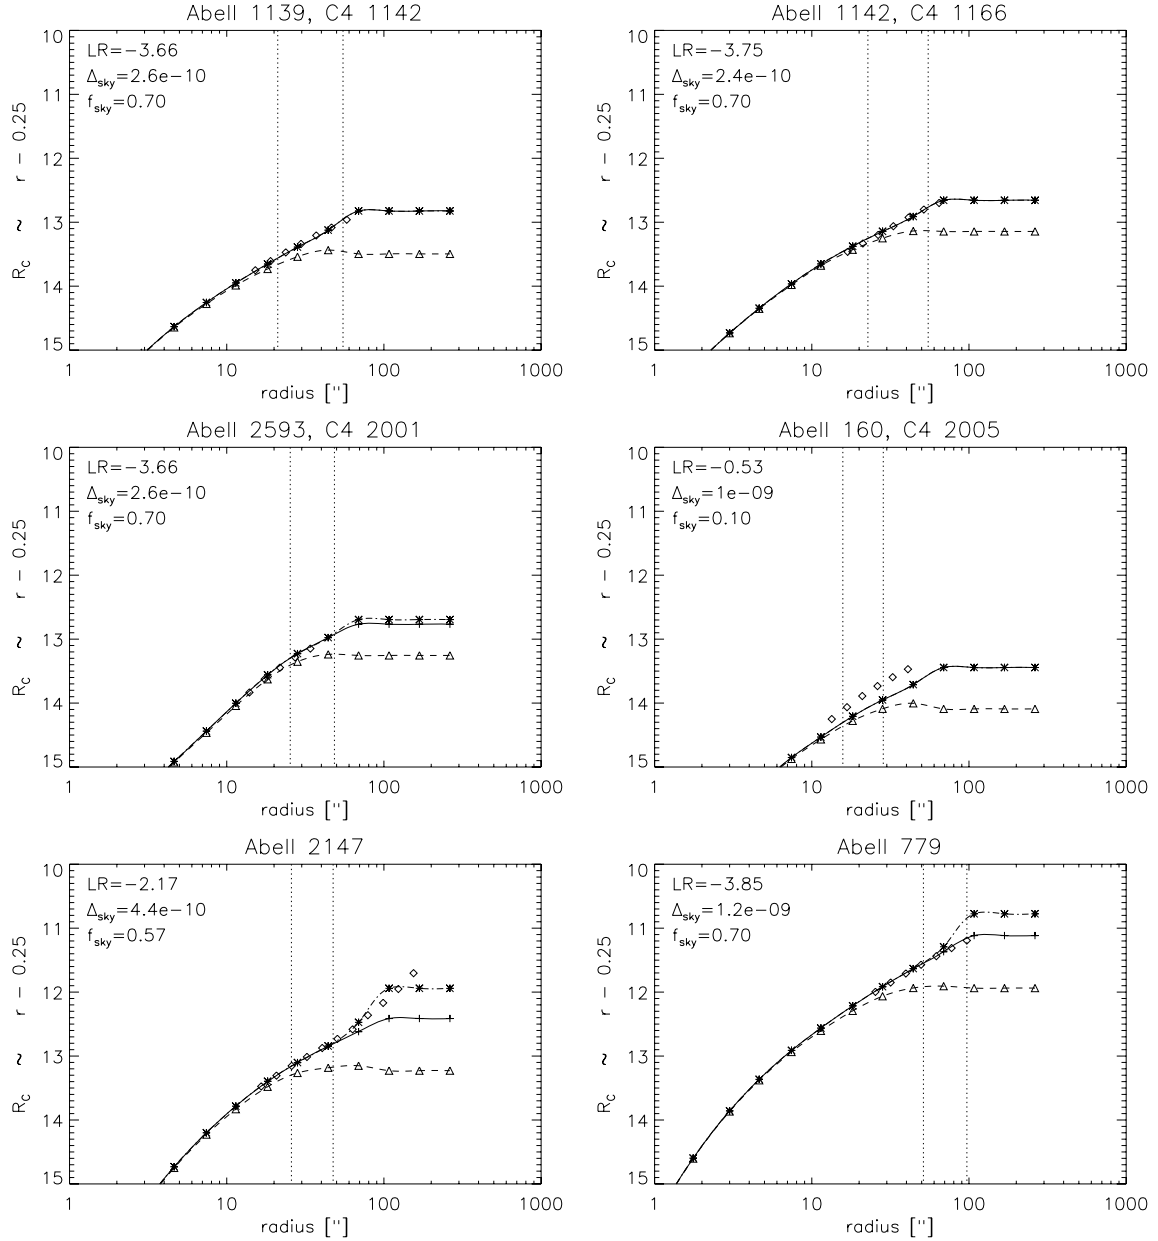 Abell 1139, C4 1142
LR=−3.66
Δsky=2.6e−10
fsky=0.70
10
11
12
13
14
15
R_C ~ r − 0.25
1 10 100 1000
radius ["]
Abell 1142, C4 1166
LR=−3.75
Δsky=2.4e−10
fsky=0.70
10
11
12
13
14
15
R_C ~ r − 0.25
1 10 100 1000
radius ["]
Abell 2593, C4 2001
LR=−3.66
Δsky=2.6e−10
fsky=0.70
10
11
12
13
14
15
R_C ~ r − 0.25
1 10 100 1000
radius ["]
Abell 160, C4 2005
LR=−0.53
Δsky=1e−09
fsky=0.10
10
11
12
13
14
15
R_C ~ r − 0.25
1 10 100 1000
radius ["]
Abell 2147
LR=−2.17
Δsky=4.4e−10
fsky=0.57
10
11
12
13
14
15
R_C ~ r − 0.25
1 10 100 1000
radius ["]
Abell 779
LR=−3.85
Δsky=1.2e−09
fsky=0.70
10
11
12
13
14
15
R_C ~ r − 0.25
1 10 100 1000
radius ["]